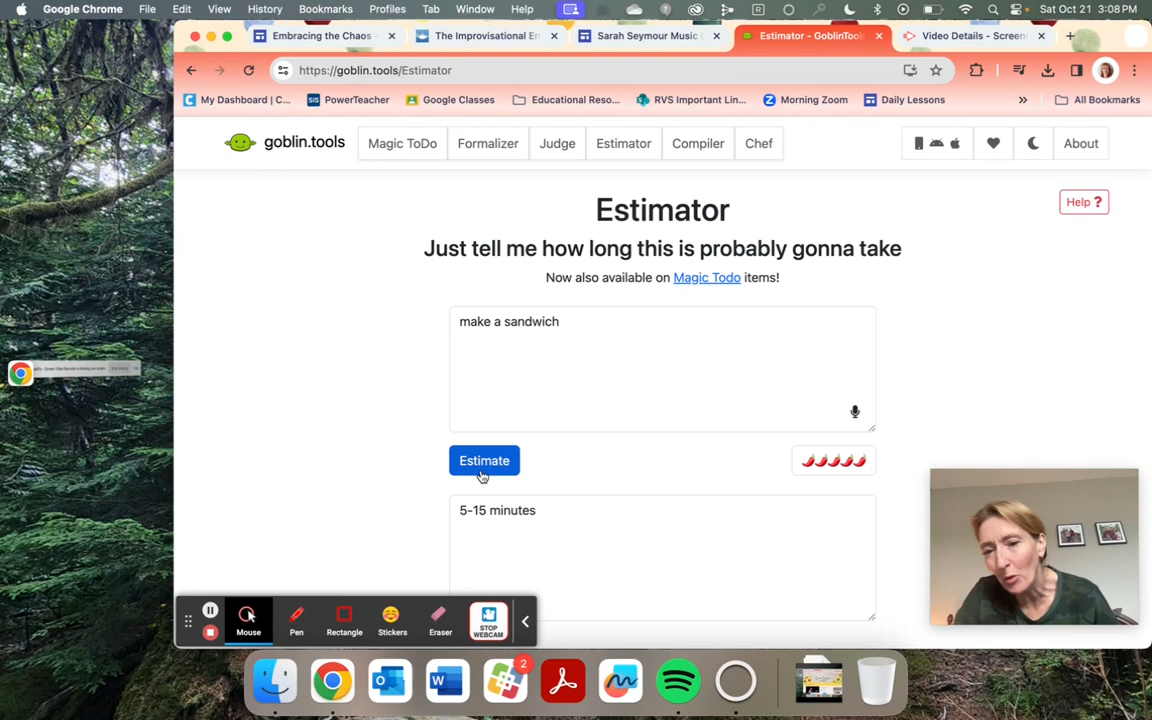 Google Chrome File Edit View History Bookmarks Profiles Tab Window Help Sat Oct 21 3:08 PM
Embracing the Chaos - The Improvisational En Sarah Seymour Music Estimator - GoblinTools Video Details - Screen
https://goblin.tools/Estimator
My Dashboard | C... PowerTeacher Google Classes Educational Reso... RVS Important Lin... Morning Zoom Daily Lessons » All Bookmarks
goblin.tools Magic ToDo Formalizer Judge Estimator Compiler Chef About
Help ?
Estimator
Just tell me how long this is probably gonna take
Now also available on Magic Todo items!
make a sandwich
Estimate
5-15 minutes
Mouse Pen Rectangle Stickers Eraser STOP
WEBCAM
2